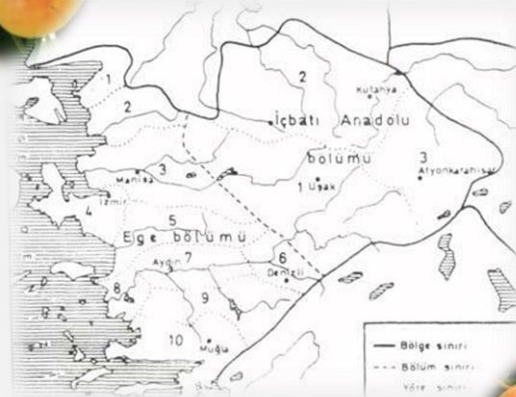 1
2
2
Kütahya
İçbatı Anadolu
bölümü
3
Afyonkarahisar
3
Manisa
1 Uşak
İzmir
4
5
Ege bölümü
Aydın 7
6
Denizli
8
9
10
Muğla
Bölge sınırı
Bölüm sınırı
Yöre sınırı